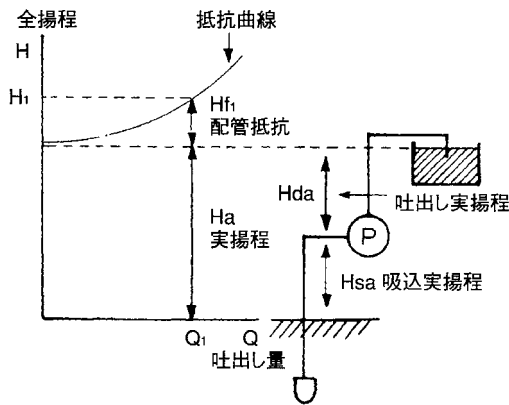 全揚程
H
抵抗曲線
H1
Hf1
配管抵抗
Hda
吐出し実揚程
Ha
実揚程
P
Hsa 吸込実揚程
Q1
Q
吐出し量